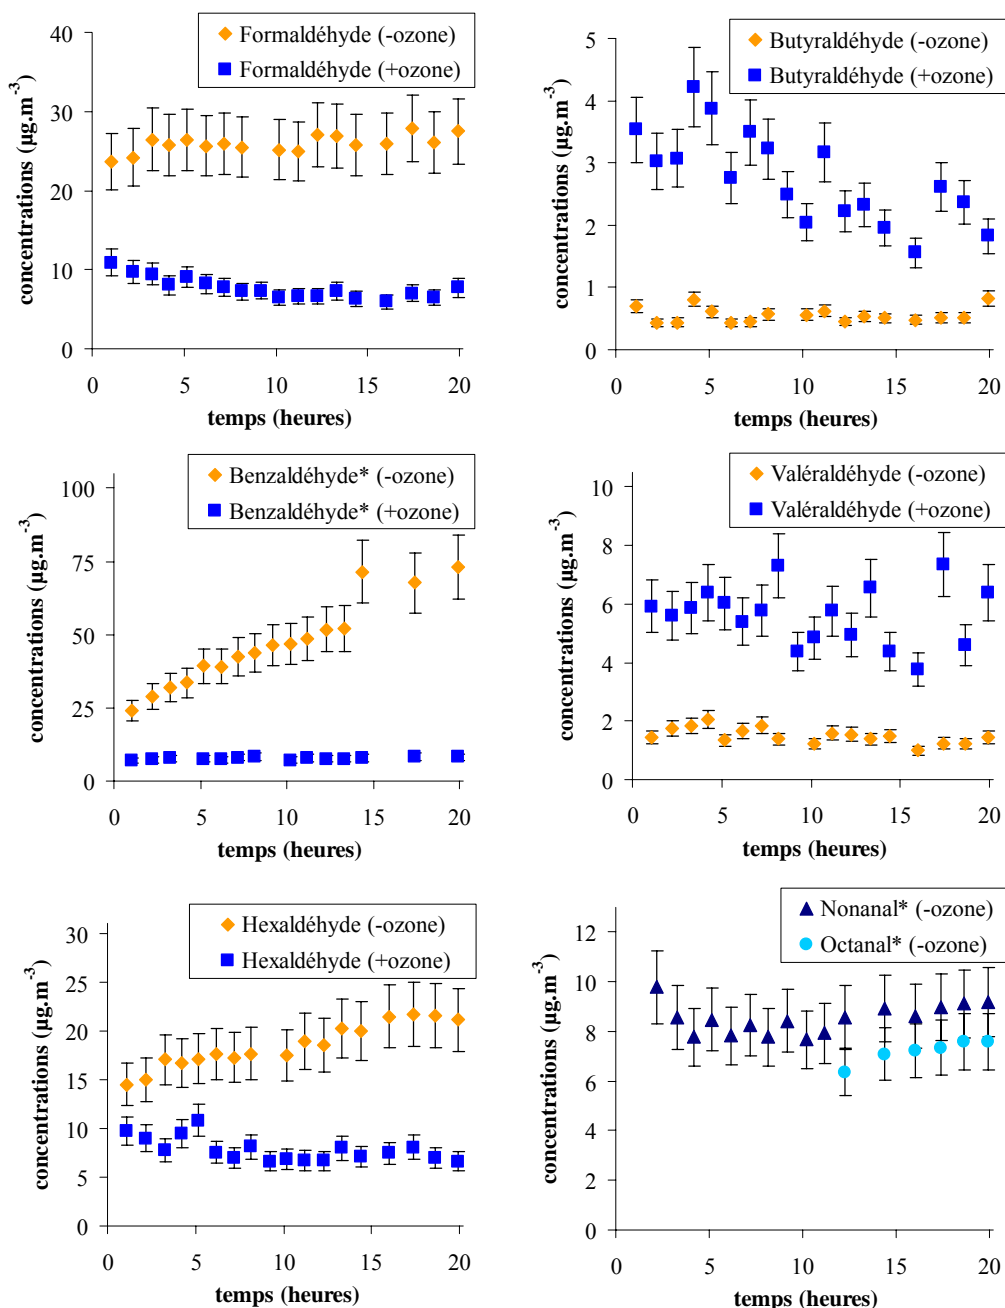 Formaldéhyde (-ozone)
Formaldéhyde (+ozone)
concentrations (µg.m-3)
40
30
20
10
0
0 5 10 15 20
temps (heures)
Butyraldéhyde (-ozone)
Butyraldéhyde (+ozone)
comcentrations (µg.m-3)
5
4
3
2
1
0
0 5 10 15 20
temps (heures)
Benzaldéhyde* (-ozone)
Benzaldéhyde* (+ozone)
concentrations (µg.m-3)
100
75
50
25
0
0 5 10 15 20
temps (heures)
Valéraldéhyde (-ozone)
Valéraldéhyde (+ozone)
concentrations (µg.m-3)
10
8
6
4
2
0
0 5 10 15 20
temps (heures)
Hexaldéhyde (-ozone)
Hexaldéhyde (+ozone)
concentrations (µg.m-3)
30
25
20
15
10
5
0
0 5 10 15 20
temps (heures)
Nonanal* (-ozone)
Octanal* (-ozone)
concentrations (µg.m-3)
12
10
8
6
4
2
0
0 5 10 15 20
temps (heures)